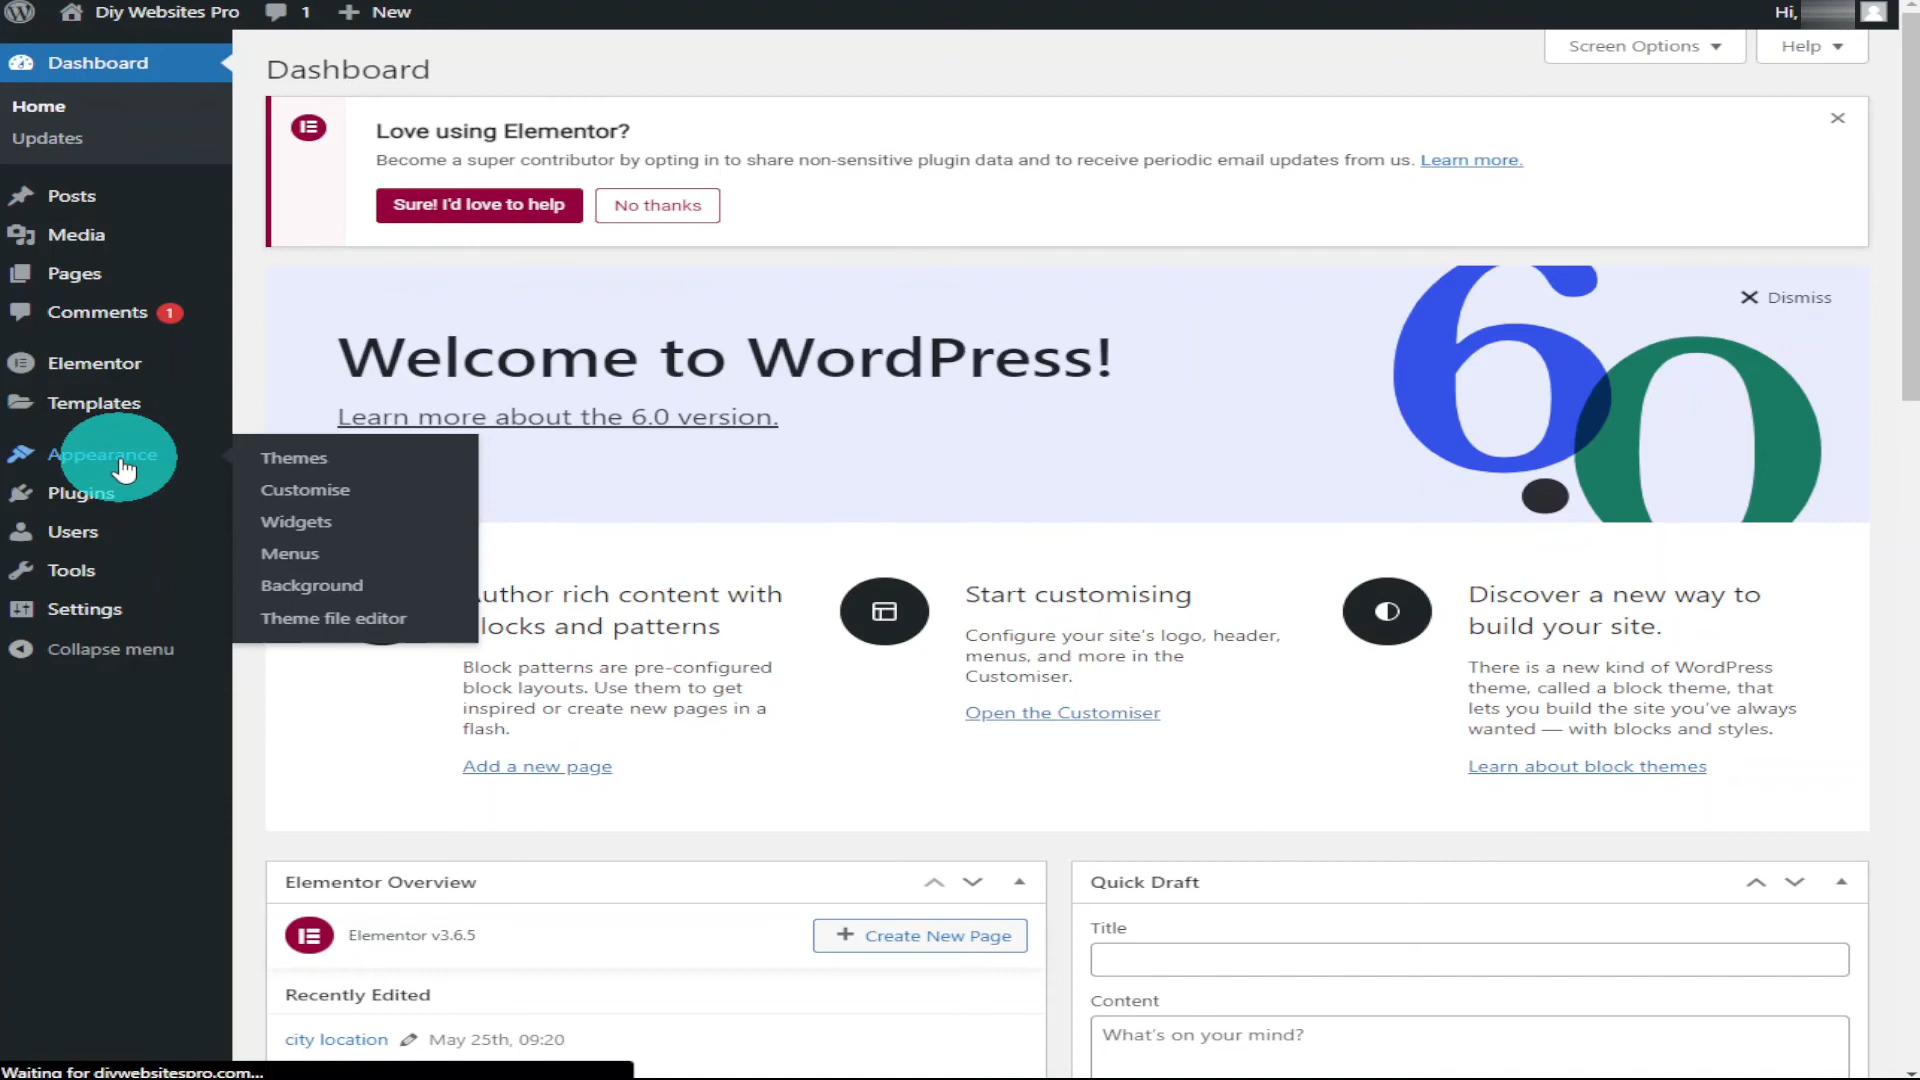 Diy Websites Pro 1 New Hi,
Dashboard
Home
Updates
Posts
Media
Pages
Comments 1
Elementor
Templates
Appearance
Plugins
Users
Tools
Settings
Collapse menu
Themes
Customise
Widgets
Menus
Background
Theme file editor
Screen Options Help
Dashboard
Love using Elementor?
Become a super contributor by opting in to share non-sensitive plugin data and to receive periodic email updates from us. Learn more.
Sure! I'd love to help No thanks
Dismiss
Welcome to WordPress!
Learn more about the 6.0 version.
6.0
uthor rich content with
locks and patterns
Block patterns are pre-configured
block layouts. Use them to get
inspired or create new pages in a
flash.
Add a new page
Start customising
Configure your site's logo, header,
menus, and more in the
Customiser.
Open the Customiser
Discover a new way to
build your site.
There is a new kind of WordPress
theme, called a block theme, that
lets you build the site you've always
wanted — with blocks and styles.
Learn about block themes
Elementor Overview
Elementor v3.6.5
+ Create New Page
Recently Edited
city location May 25th, 09:20
Quick Draft
Title
Content
What's on your mind?
Waiting for diywebsitespro.com...